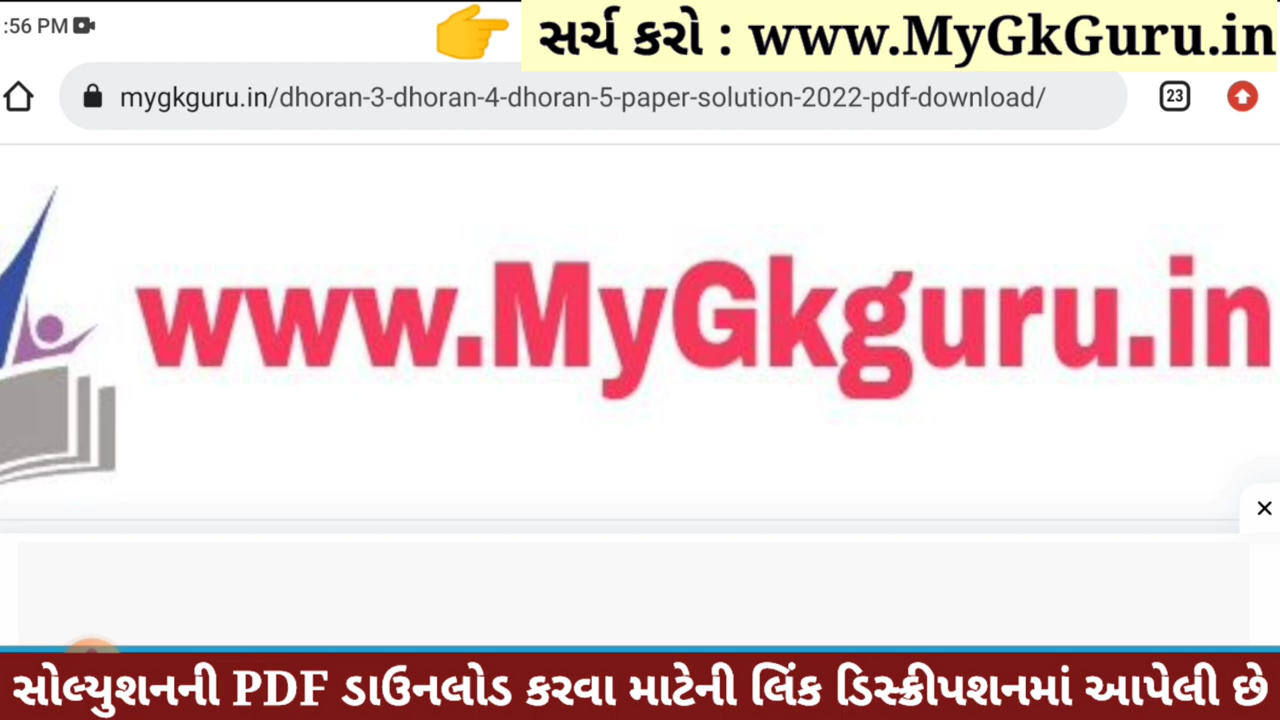 :56 PM
સર્ચ કરો : www.MyGkGuru.in
mygkguru.in/dhoran-3-dhoran-4-dhoran-5-paper-solution-2022-pdf-download/
23
www.MyGkguru.in
સોલ્યુશનની PDF ડાઉનલોડ કરવા માટેની લિંક ડિસ્ક્રીપશનમાં આપેલી છે